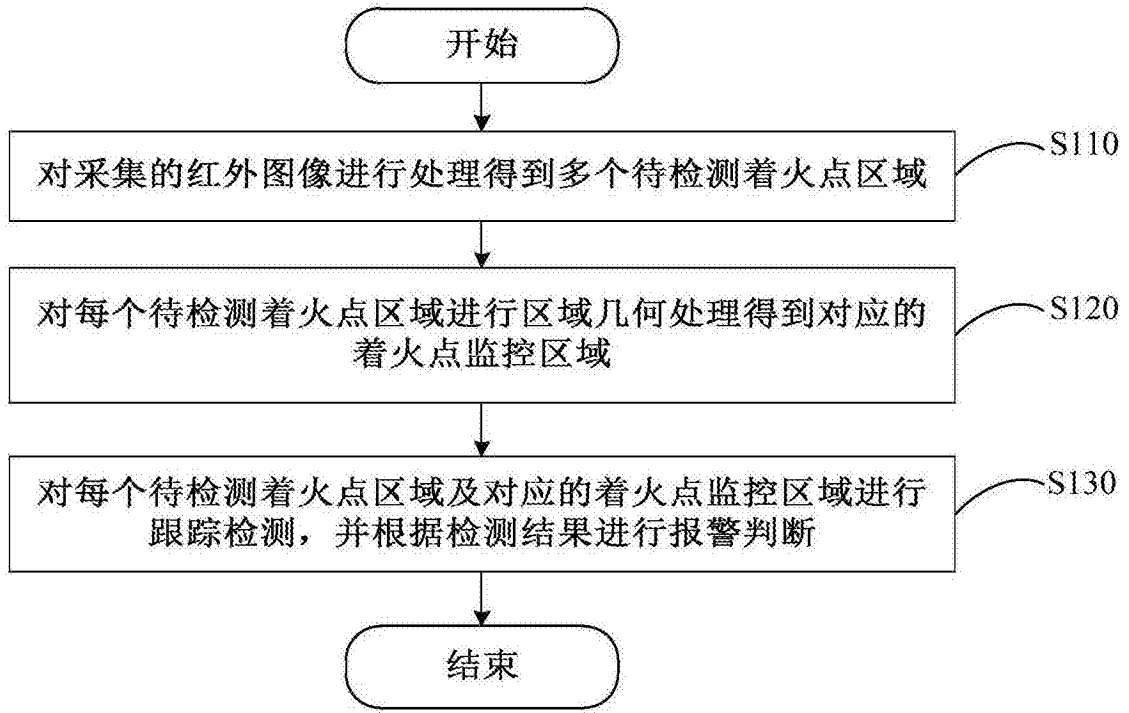 开始
对采集的红外图像进行处理得到多个待检测着火点区域
S110
对每个待检测着火点区域进行区域几何处理得到对应的
着火点监控区域
S120
对每个待检测着火点区域及对应的着火点监控区域进行
跟踪检测，并根据检测结果进行报警判断
S130
结束